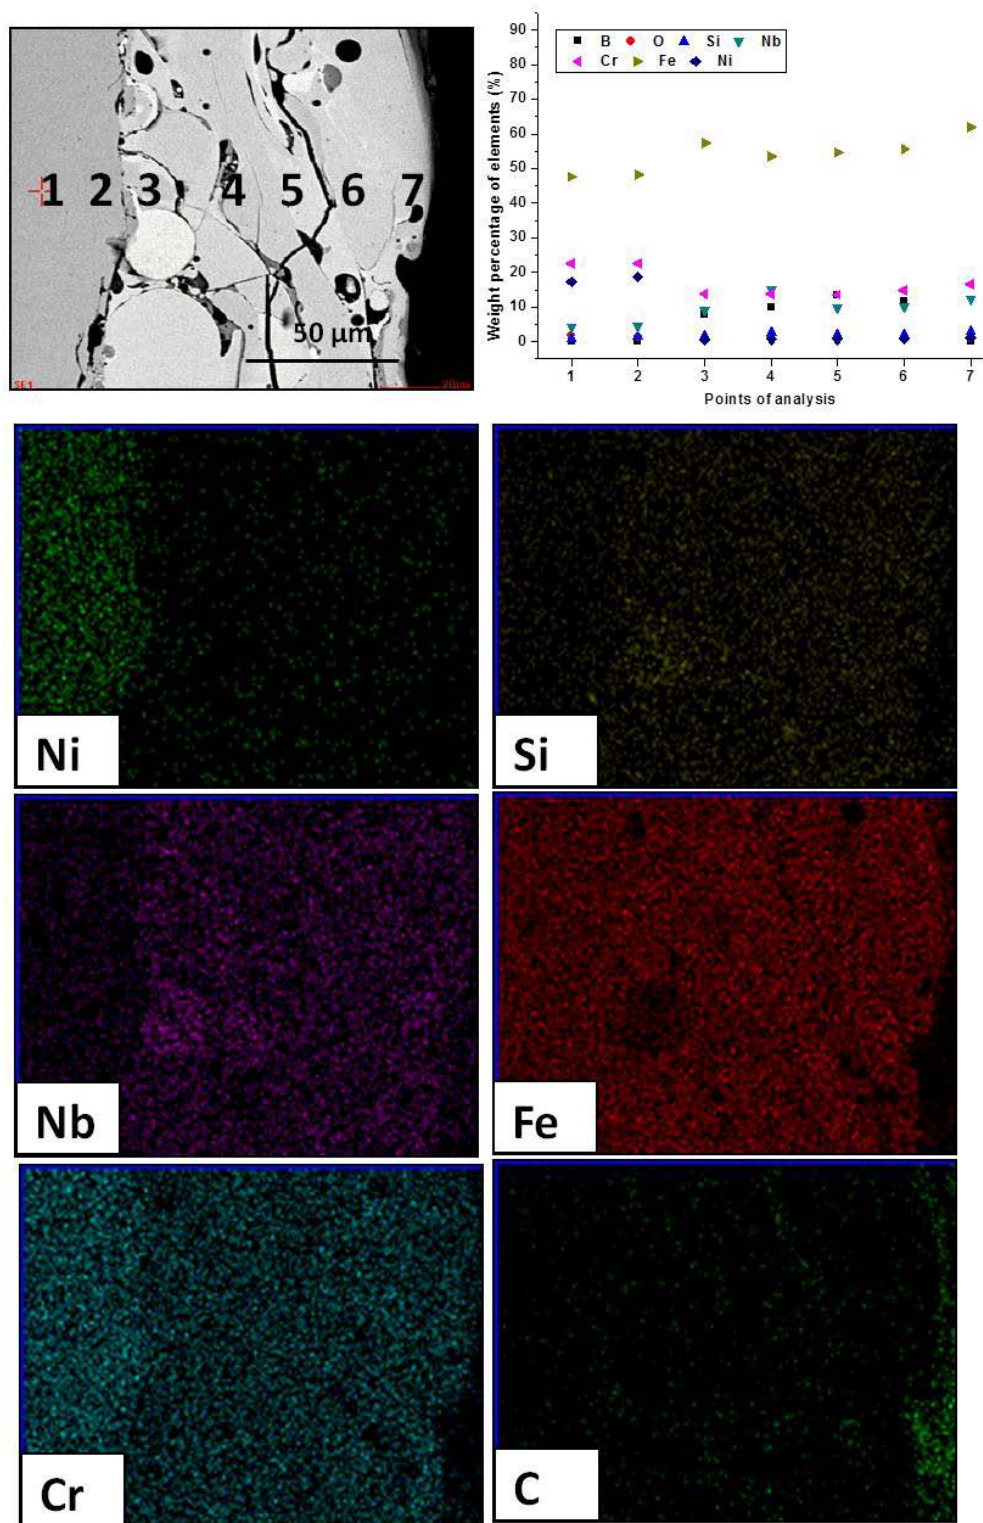 1 2 3 4 5 6 7
50 μm
SE1
20μm
Weight percentage of elements (%)
90
80
70
60
50
40
30
20
10
0
B O Si Nb
Cr Fe Ni
1 2 3 4 5 6 7
Points of analysis
Ni
Si
Nb
Fe
Cr
C